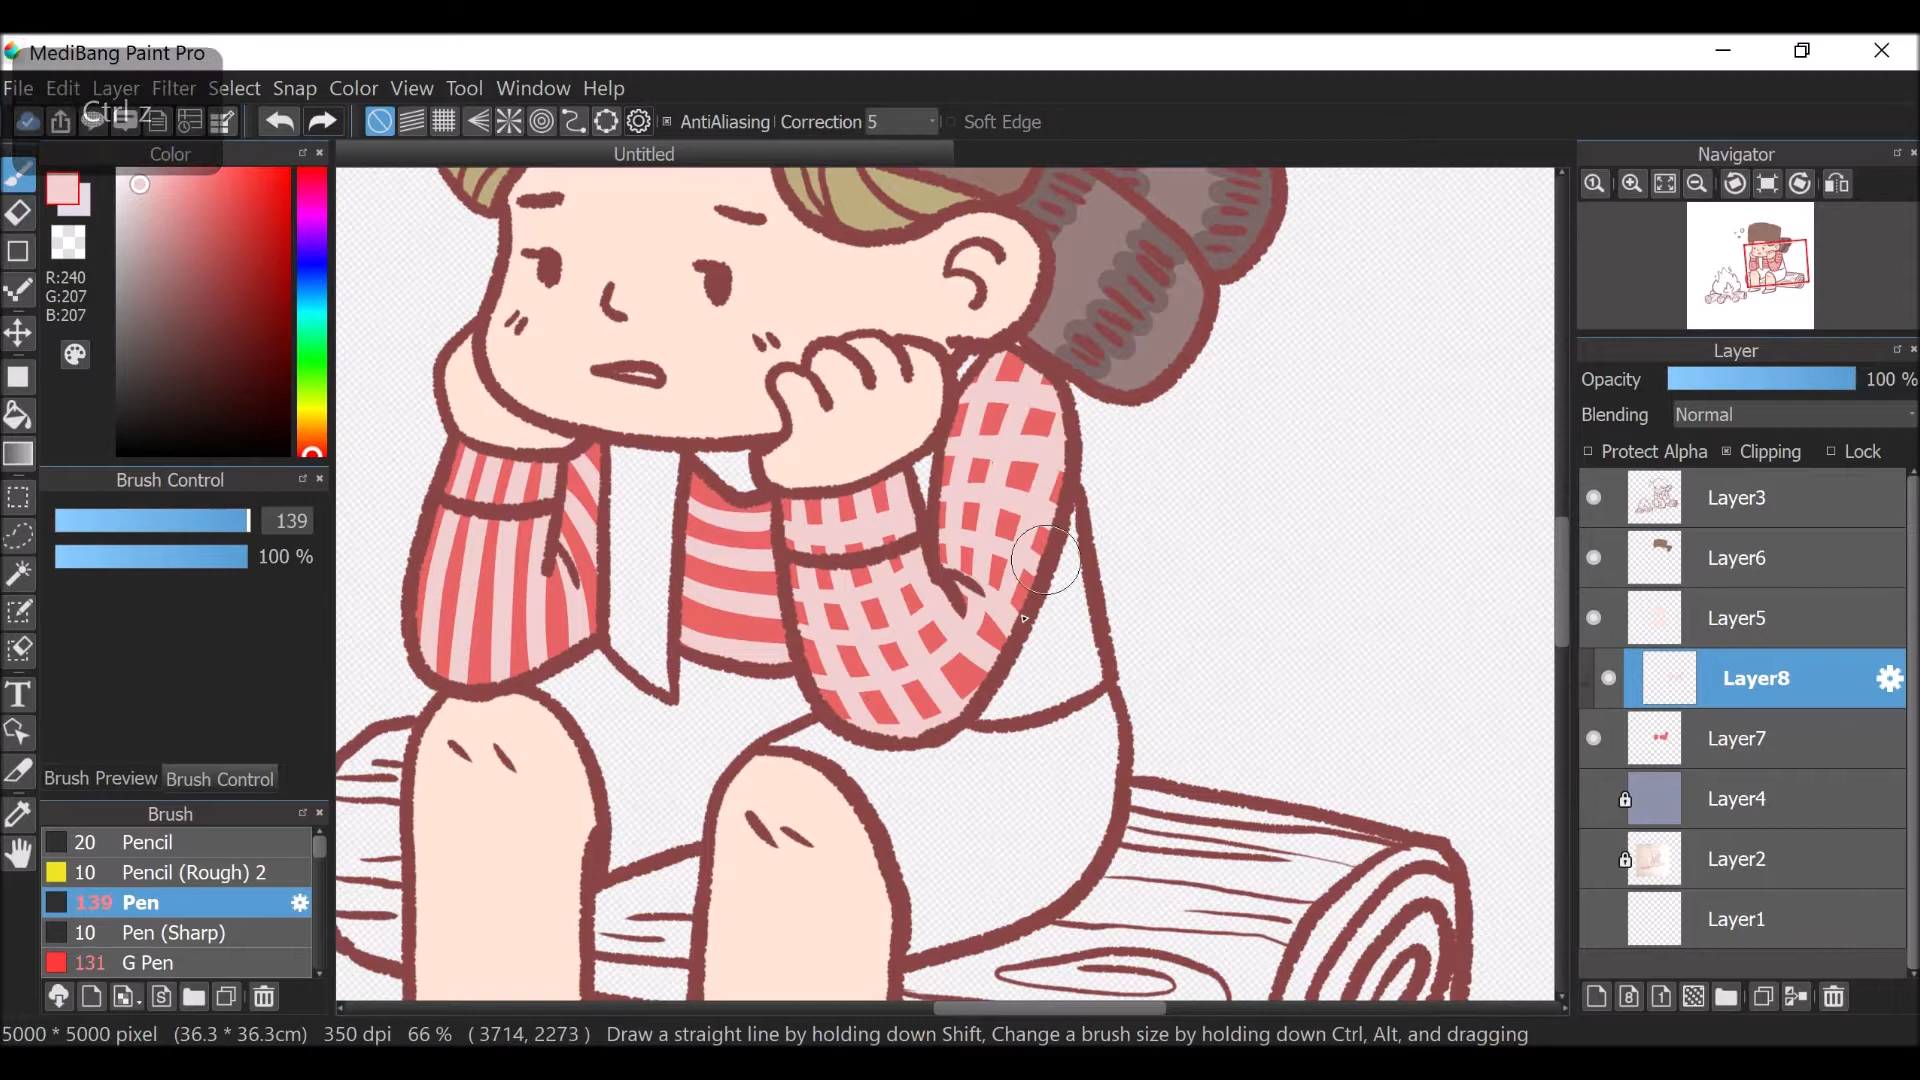 MediBang Paint Pro
File Edit Layer Filter Select Snap Color View Tool Window Help
Ctrl z
AntiAliasing Correction 5 Soft Edge
Color
Untitled
Navigator
R:240
G:207
B:207
Layer
Opacity 100 %
Blending Normal
Protect Alpha Clipping Lock
Brush Control
139
100 %
Layer3
Layer6
Layer5
Layer8
Layer7
Layer4
Layer2
Layer1
Brush Preview Brush Control
Brush
20 Pencil
10 Pencil (Rough) 2
139 Pen
10 Pen (Sharp)
131 G Pen
5000 * 5000 pixel (36.3 * 36.3cm) 350 dpi 66 % ( 3714, 2273 ) Draw a straight line by holding down Shift, Change a brush size by holding down Ctrl, Alt, and dragging